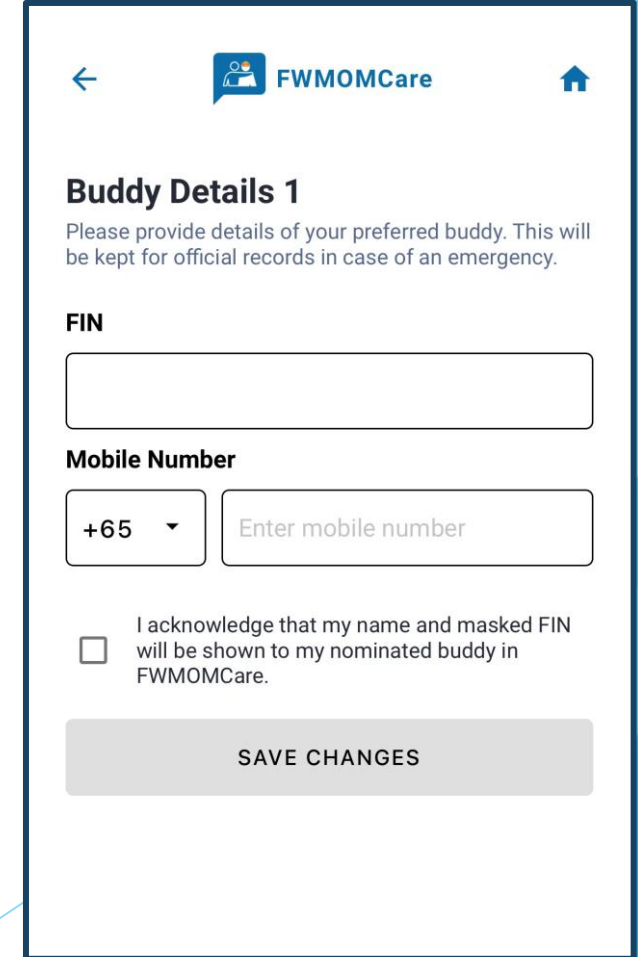 FWMOMCare
Buddy Details 1
Please provide details of your preferred buddy. This will
be kept for official records in case of an emergency.
FIN
Mobile Number
+65
Enter mobile number
I acknowledge that my name and masked FIN
will be shown to my nominated buddy in
FWMOMCare.
SAVE CHANGES